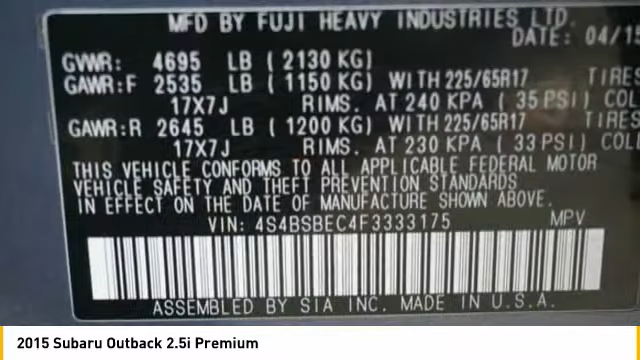 MFD BY FUJI HEAVY INDUSTRIES LTD.
DATE: 04/15
GVWR: 4695 LB ( 2130 KG)
GAWR:F 2535 LB ( 1150 KG) WITH 225/65R17 TIRES
17X7J RIMS. AT 240 KPA ( 35 PSI) COL
GAWR:R 2645 LB ( 1200 KG) WITH 225/65R17 TIRES
17X7J RIMS. AT 230 KPA ( 33 PSI) COL
THIS VEHICLE CONFORMS TO ALL APPLICABLE FEDERAL MOTOR
VEHICLE SAFETY AND THEFT PREVENTION STANDARDS
IN EFFECT ON THE DATE OF MANUFACTURE SHOWN ABOVE.
VIN: 4S4BSBEC4F3333175 MPV
ASSEMBLED BY SIA INC. MADE IN U.S.A.
2015 Subaru Outback 2.5i Premium